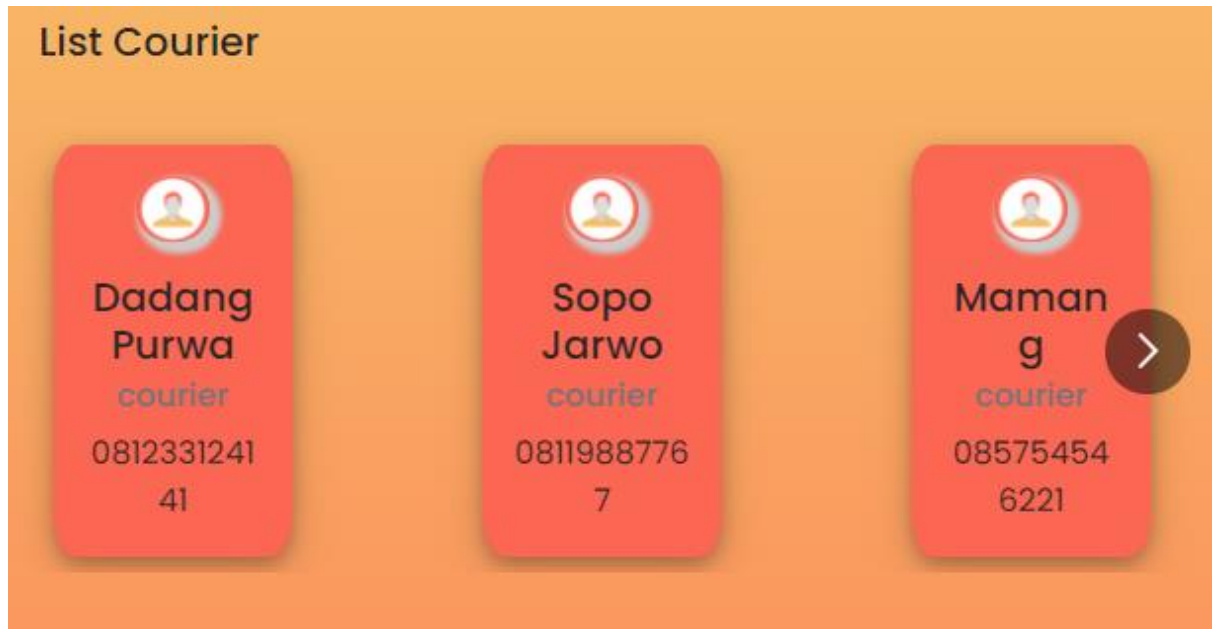 List Courier
Dadang
Purwa
courier
0812331241
41
Sopo
Jarwo
courier
0811988776
7
Maman
g
courier
08575454
6221